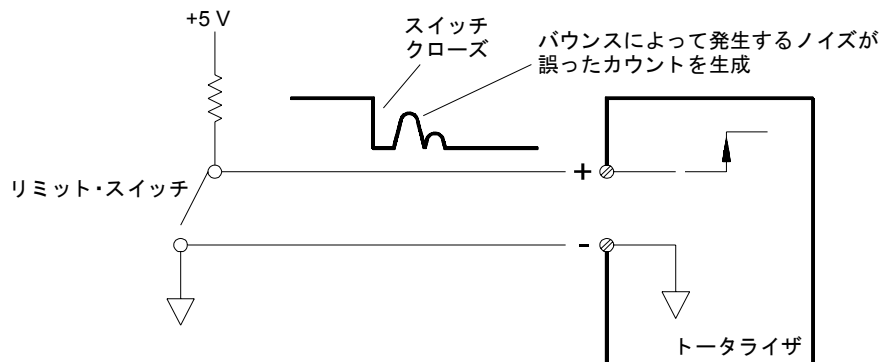 +5 V
スイッチ
クローズ
バウンスによって発生するノイズが
誤ったカウントを生成
リミット・スイッチ
+
-
トータライザ